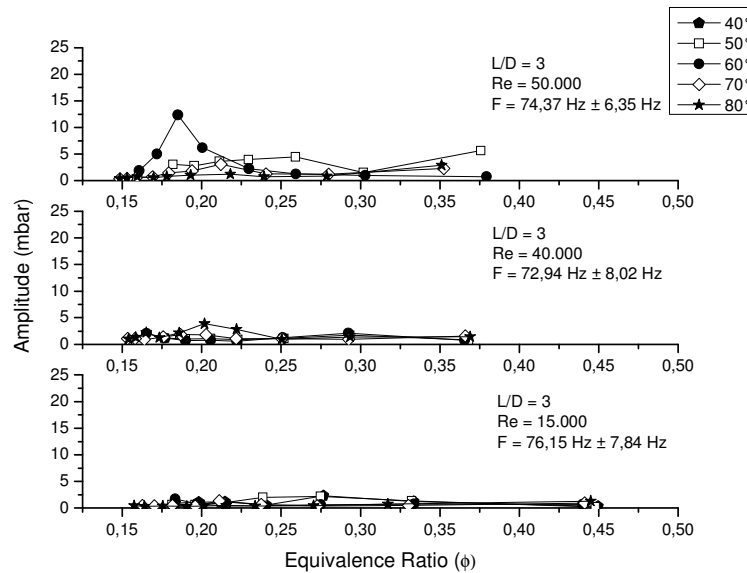 40°
50°
60°
70°
80°
L/D = 3
Re = 50.000
F = 74,37 Hz ± 6,35 Hz
25
20
15
10
5
0
0,15 0,20 0,25 0,30 0,35 0,40 0,45 0,50
L/D = 3
Re = 40.000
F = 72,94 Hz ± 8,02 Hz
25
20
15
10
5
0
0,15 0,20 0,25 0,30 0,35 0,40 0,45 0,50
Amplitude (mbar)
L/D = 3
Re = 15.000
F = 76,15 Hz ± 7,84 Hz
25
20
15
10
5
0
0,15 0,20 0,25 0,30 0,35 0,40 0,45 0,50
Equivalence Ratio (ϕ)